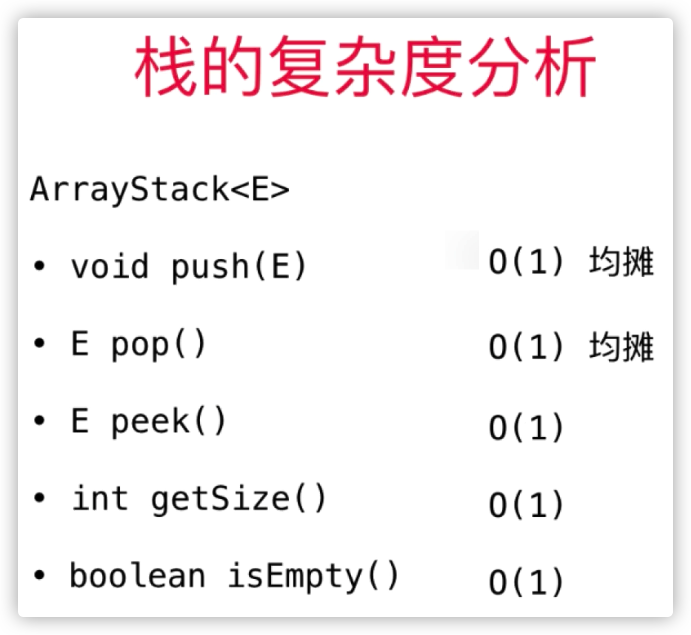 栈的复杂度分析
ArrayStack<E>
• void push(E) O(1) 均摊
• E pop() O(1) 均摊
• E peek() O(1)
• int getSize() O(1)
• boolean isEmpty() O(1)